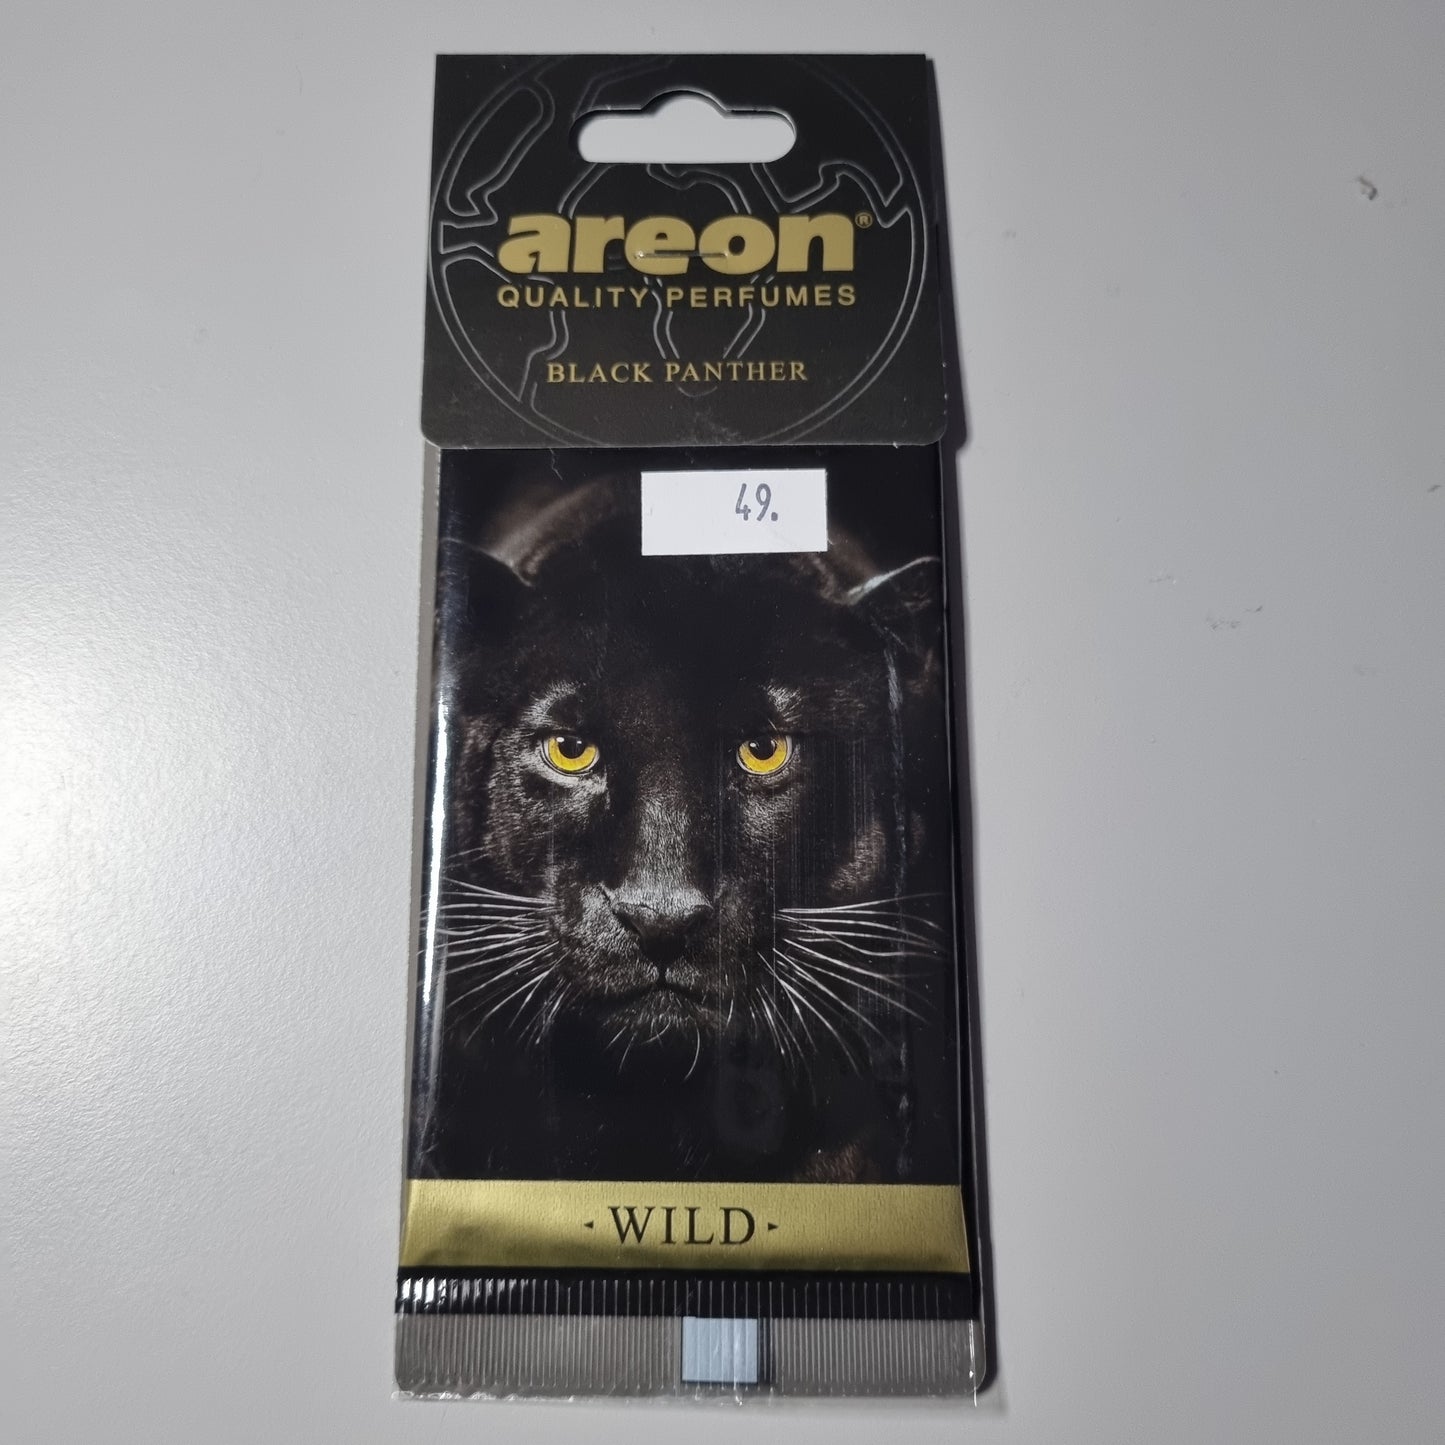 areon®
QUALITY PERFUMES
BLACK PANTHER
49.
WILD